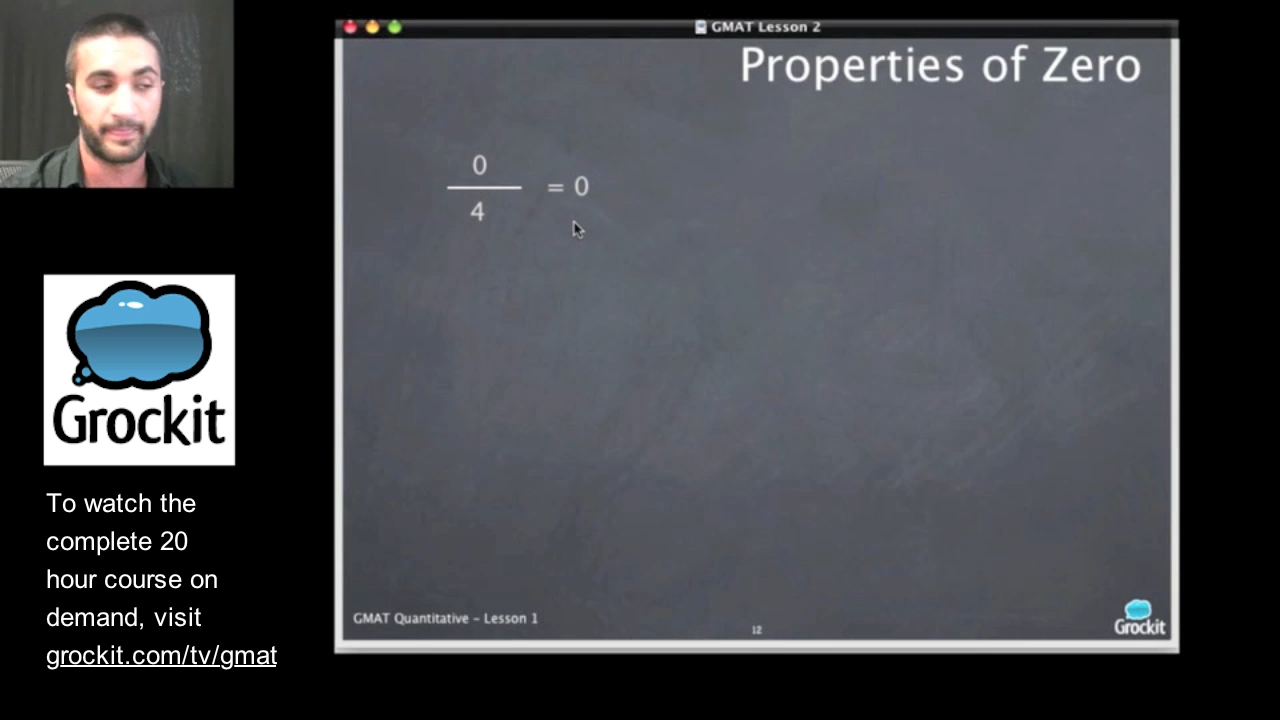 GMAT Lesson 2
Properties of Zero
0
4
= 0
Grockit
To watch the
complete 20
hour course on
demand, visit
grockit.com/tv/gmat
GMAT Quantitative – Lesson 1
12
Grockit